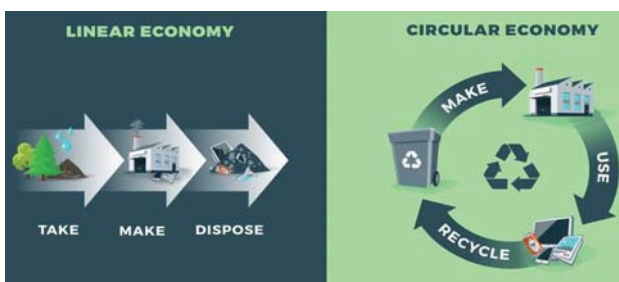 LINEAR ECONOMY
TAKE
MAKE
DISPOSE
CIRCULAR ECONOMY
MAKE
USE
RECYCLE